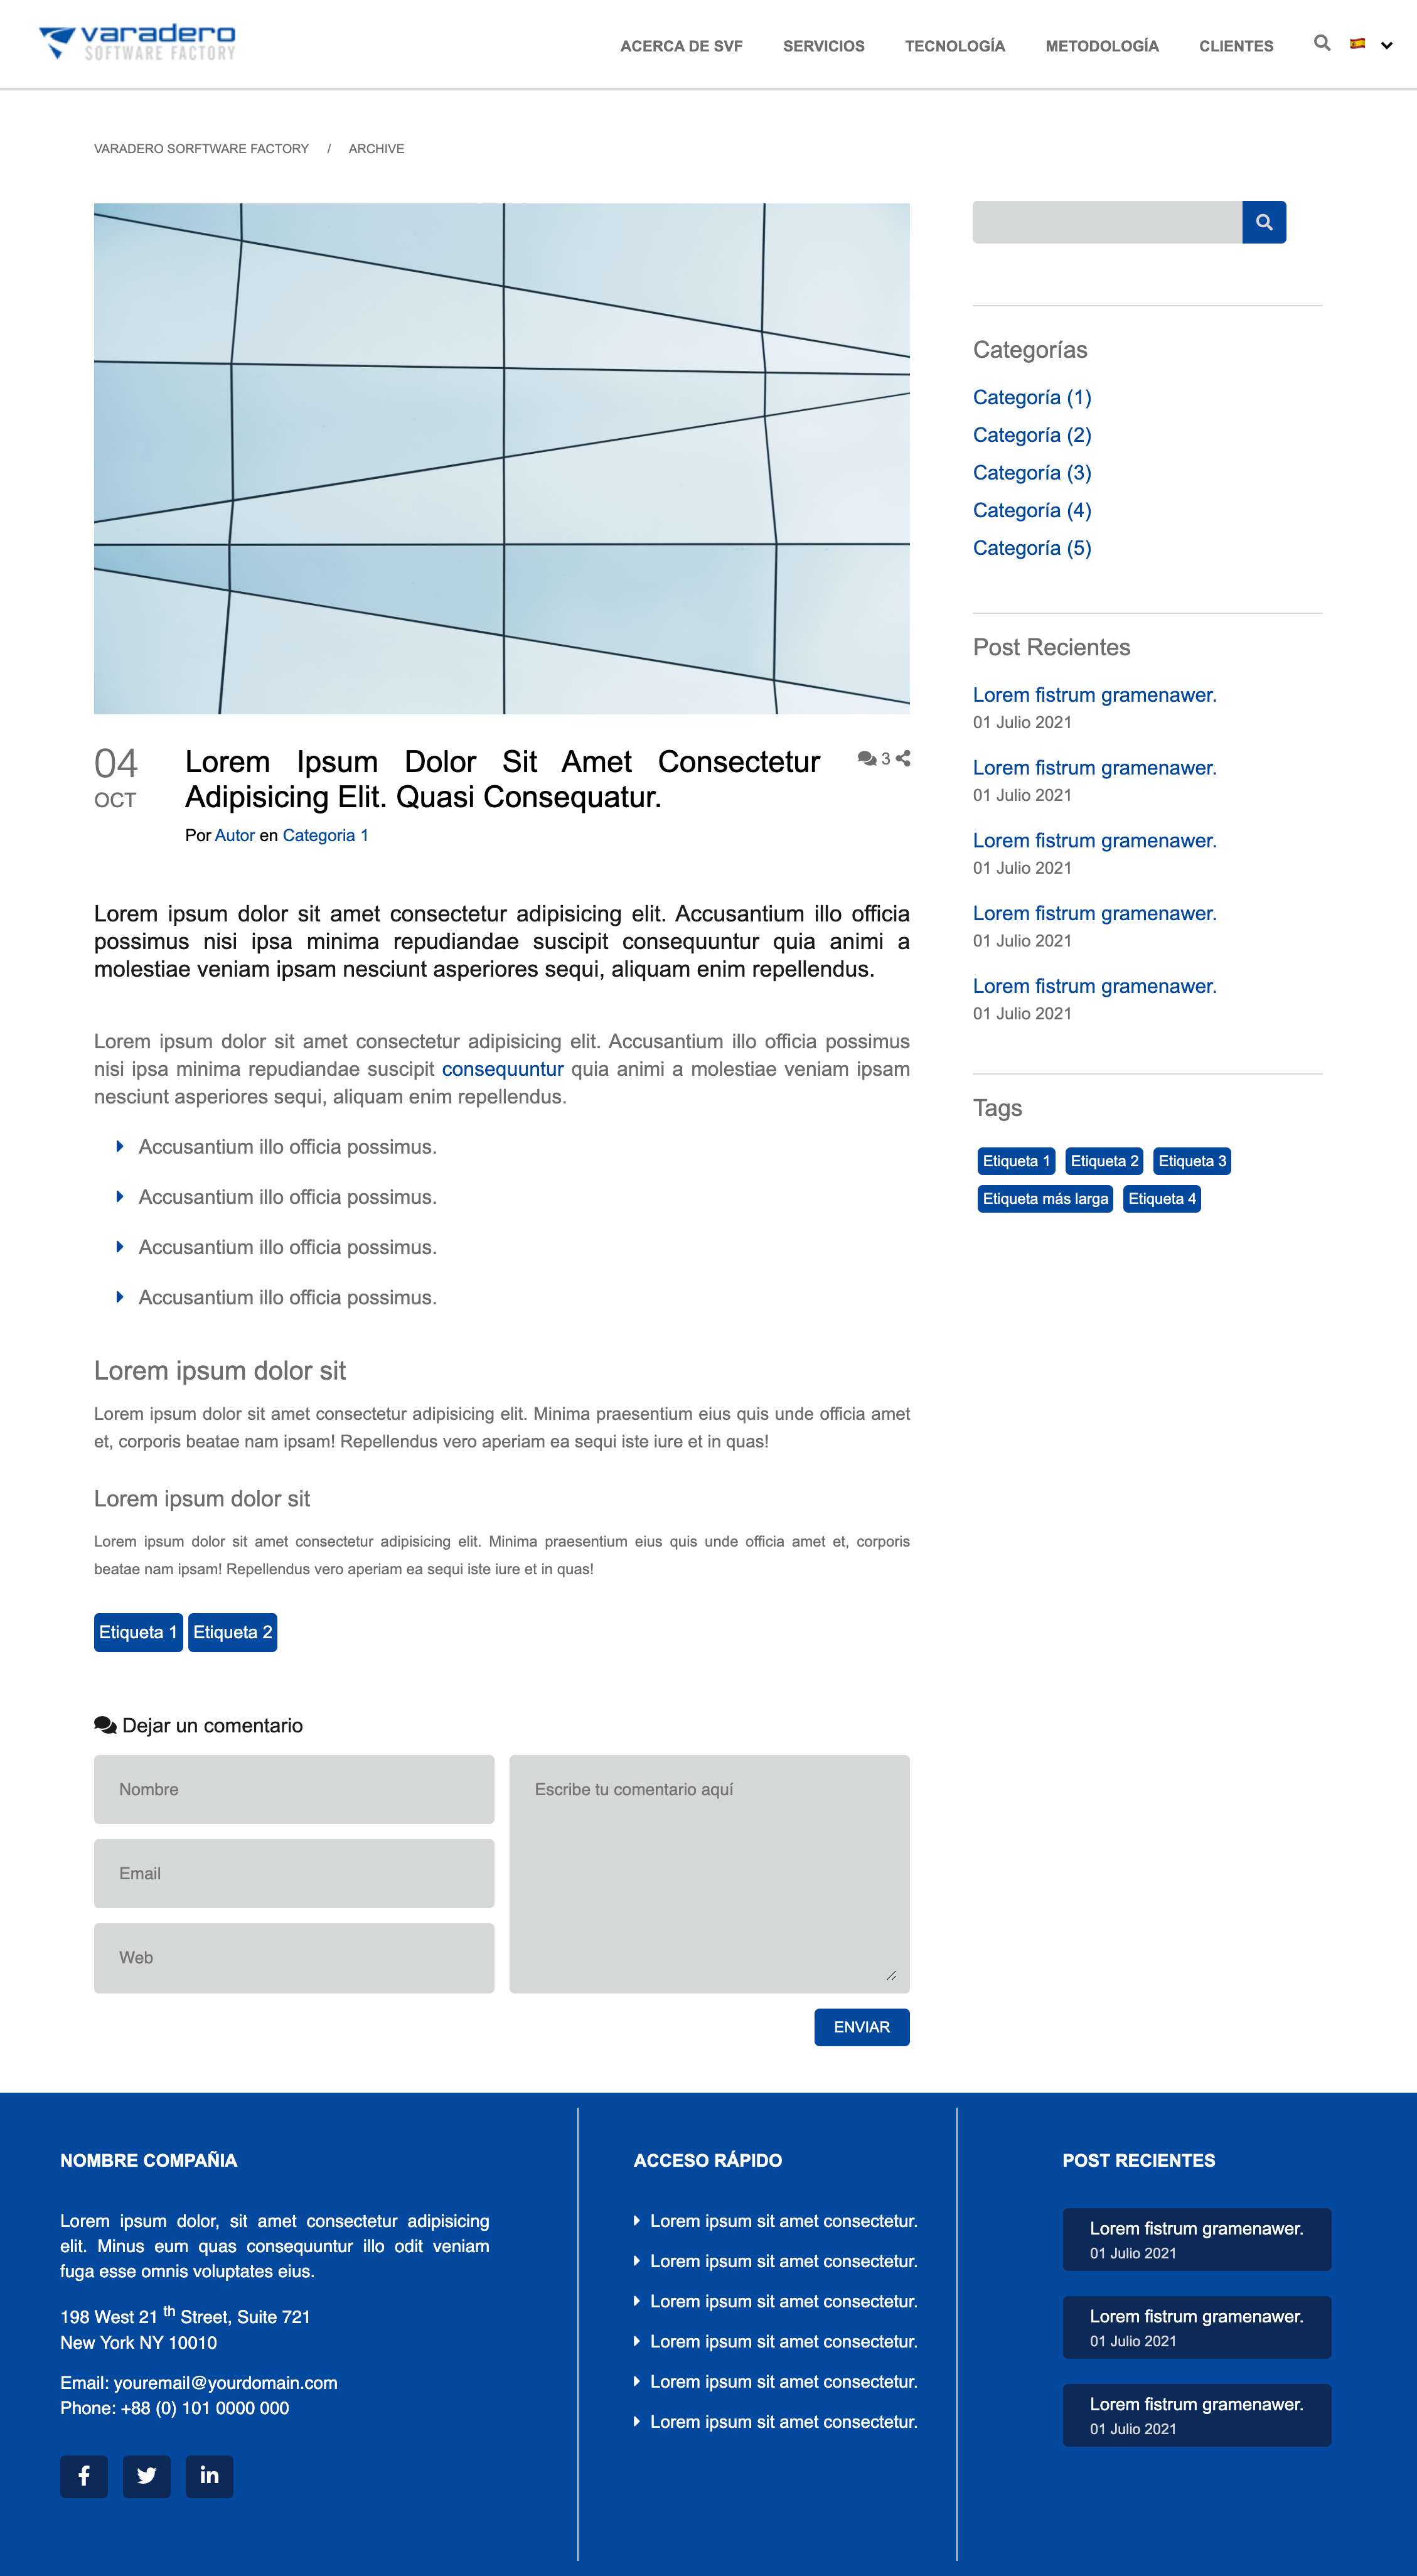 varadero
SOFTWARE FACTORY
ACERCA DE SVF
SERVICIOS
TECNOLOGÍA
METODOLOGÍA
CLIENTES
VARADERO SORFTWARE FACTORY / ARCHIVE
04
OCT
Lorem Ipsum Dolor Sit Amet Consectetur
Adipisicing Elit. Quasi Consequatur.
3
Por Autor en Categoria 1
Lorem ipsum dolor sit amet consectetur adipisicing elit. Accusantium illo officia
possimus nisi ipsa minima repudiandae suscipit consequuntur quia animi a
molestiae veniam ipsam nesciunt asperiores sequi, aliquam enim repellendus.
Lorem ipsum dolor sit amet consectetur adipisicing elit. Accusantium illo officia possimus
nisi ipsa minima repudiandae suscipit consequuntur quia animi a molestiae veniam ipsam
nesciunt asperiores sequi, aliquam enim repellendus.
Accusantium illo officia possimus.
Accusantium illo officia possimus.
Accusantium illo officia possimus.
Accusantium illo officia possimus.
Lorem ipsum dolor sit
Lorem ipsum dolor sit amet consectetur adipisicing elit. Minima praesentium eius quis unde officia amet
et, corporis beatae nam ipsam! Repellendus vero aperiam ea sequi iste iure et in quas!
Lorem ipsum dolor sit
Lorem ipsum dolor sit amet consectetur adipisicing elit. Minima praesentium eius quis unde officia amet et, corporis
beatae nam ipsam! Repellendus vero aperiam ea sequi iste iure et in quas!
Etiqueta 1 Etiqueta 2
Dejar un comentario
Nombre
Email
Web
Escribe tu comentario aquí
ENVIAR
Categorías
Categoría (1)
Categoría (2)
Categoría (3)
Categoría (4)
Categoría (5)
Post Recientes
Lorem fistrum gramenawer.
01 Julio 2021
Lorem fistrum gramenawer.
01 Julio 2021
Lorem fistrum gramenawer.
01 Julio 2021
Lorem fistrum gramenawer.
01 Julio 2021
Lorem fistrum gramenawer.
01 Julio 2021
Tags
Etiqueta 1 Etiqueta 2 Etiqueta 3
Etiqueta más larga Etiqueta 4
NOMBRE COMPAÑIA
Lorem ipsum dolor, sit amet consectetur adipisicing
elit. Minus eum quas consequuntur illo odit veniam
fuga esse omnis voluptates eius.
198 West 21 th Street, Suite 721
New York NY 10010
Email: youremail@yourdomain.com
Phone: +88 (0) 101 0000 000
ACCESO RÁPIDO
Lorem ipsum sit amet consectetur.
Lorem ipsum sit amet consectetur.
Lorem ipsum sit amet consectetur.
Lorem ipsum sit amet consectetur.
Lorem ipsum sit amet consectetur.
Lorem ipsum sit amet consectetur.
POST RECIENTES
Lorem fistrum gramenawer.
01 Julio 2021
Lorem fistrum gramenawer.
01 Julio 2021
Lorem fistrum gramenawer.
01 Julio 2021